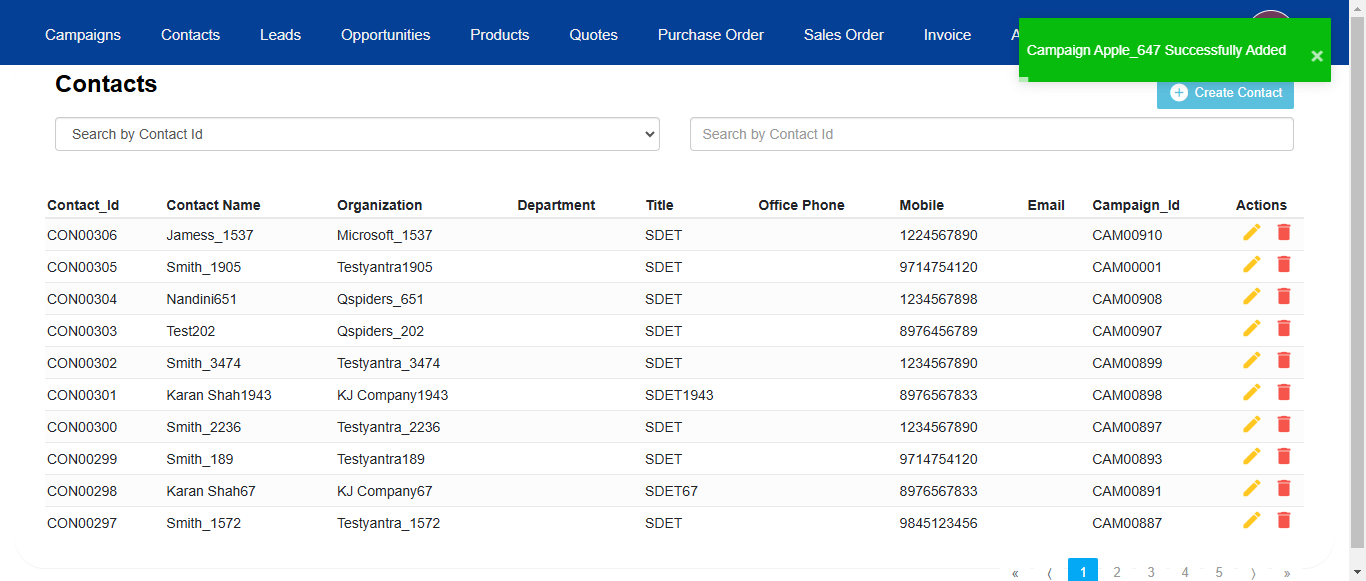 Campaigns Contacts Leads Opportunities Products Quotes Purchase Order Sales Order Invoice
Campaign Apple_647 Successfully Added ×
Contacts
Create Contact
Search by Contact Id Search by Contact Id
Contact_Id Contact Name Organization Department Title Office Phone Mobile Email Campaign_Id Actions
CON00306 Jamess_1537 Microsoft_1537 SDET 1224567890 CAM00910
CON00305 Smith_1905 Testyantra1905 SDET 9714754120 CAM00001
CON00304 Nandini651 Qspiders_651 SDET 1234567898 CAM00908
CON00303 Test202 Qspiders_202 SDET 8976456789 CAM00907
CON00302 Smith_3474 Testyantra_3474 SDET 1234567890 CAM00899
CON00301 Karan Shah1943 KJ Company1943 SDET1943 8976567833 CAM00898
CON00300 Smith_2236 Testyantra_2236 SDET 1234567890 CAM00897
CON00299 Smith_189 Testyantra189 SDET 9714754120 CAM00893
CON00298 Karan Shah67 KJ Company67 SDET67 8976567833 CAM00891
CON00297 Smith_1572 Testyantra_1572 SDET 9845123456 CAM00887
« ⟨ 1 2 3 4 5 ⟩ »